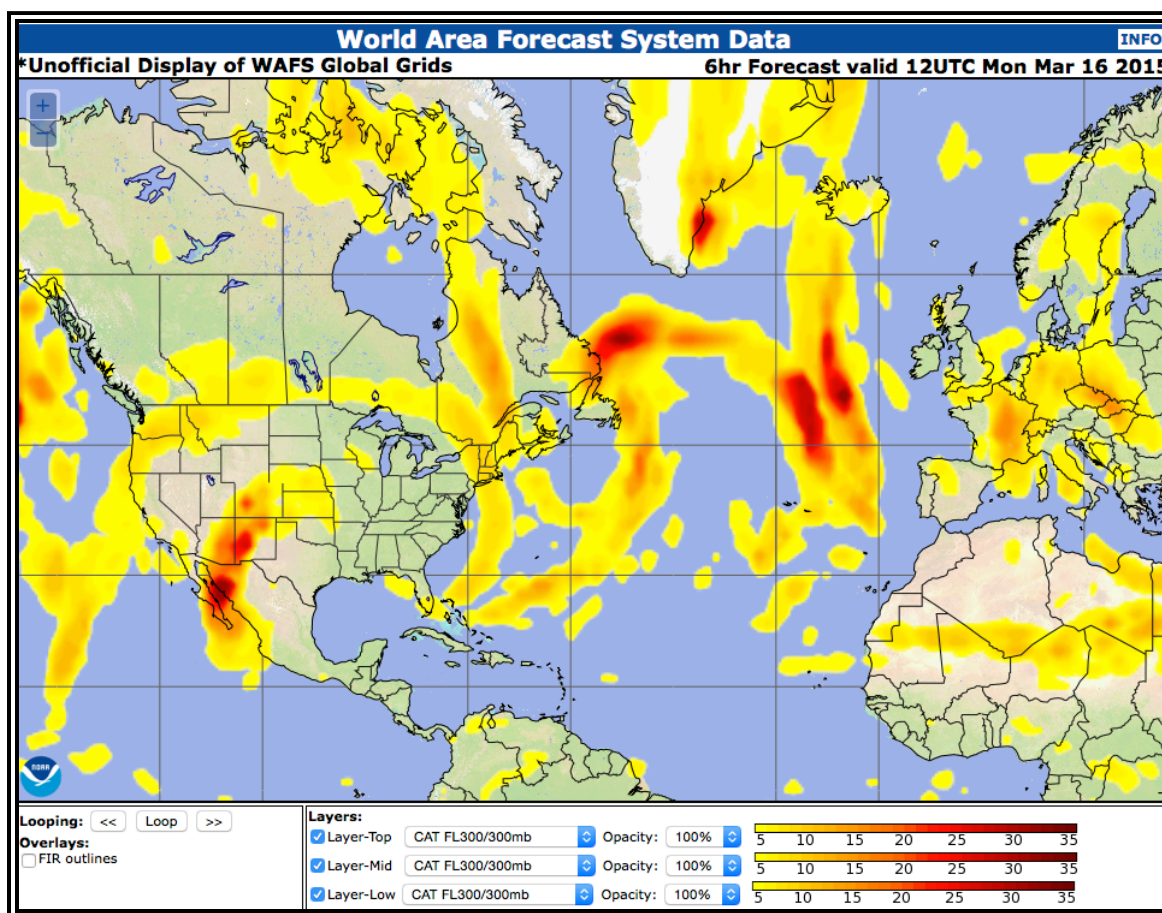 World Area Forecast System Data
INFO
*Unofficial Display of WAFS Global Grids
6hr Forecast valid 12UTC Mon Mar 16 2015
+
−
NOAA
Looping: << Loop >>
Overlays:
FIR outlines
Layers:
Layer-Top CAT FL300/300mb Opacity: 100%
5 10 15 20 25 30 35
Layer-Mid CAT FL300/300mb Opacity: 100%
5 10 15 20 25 30 35
Layer-Low CAT FL300/300mb Opacity: 100%
5 10 15 20 25 30 35